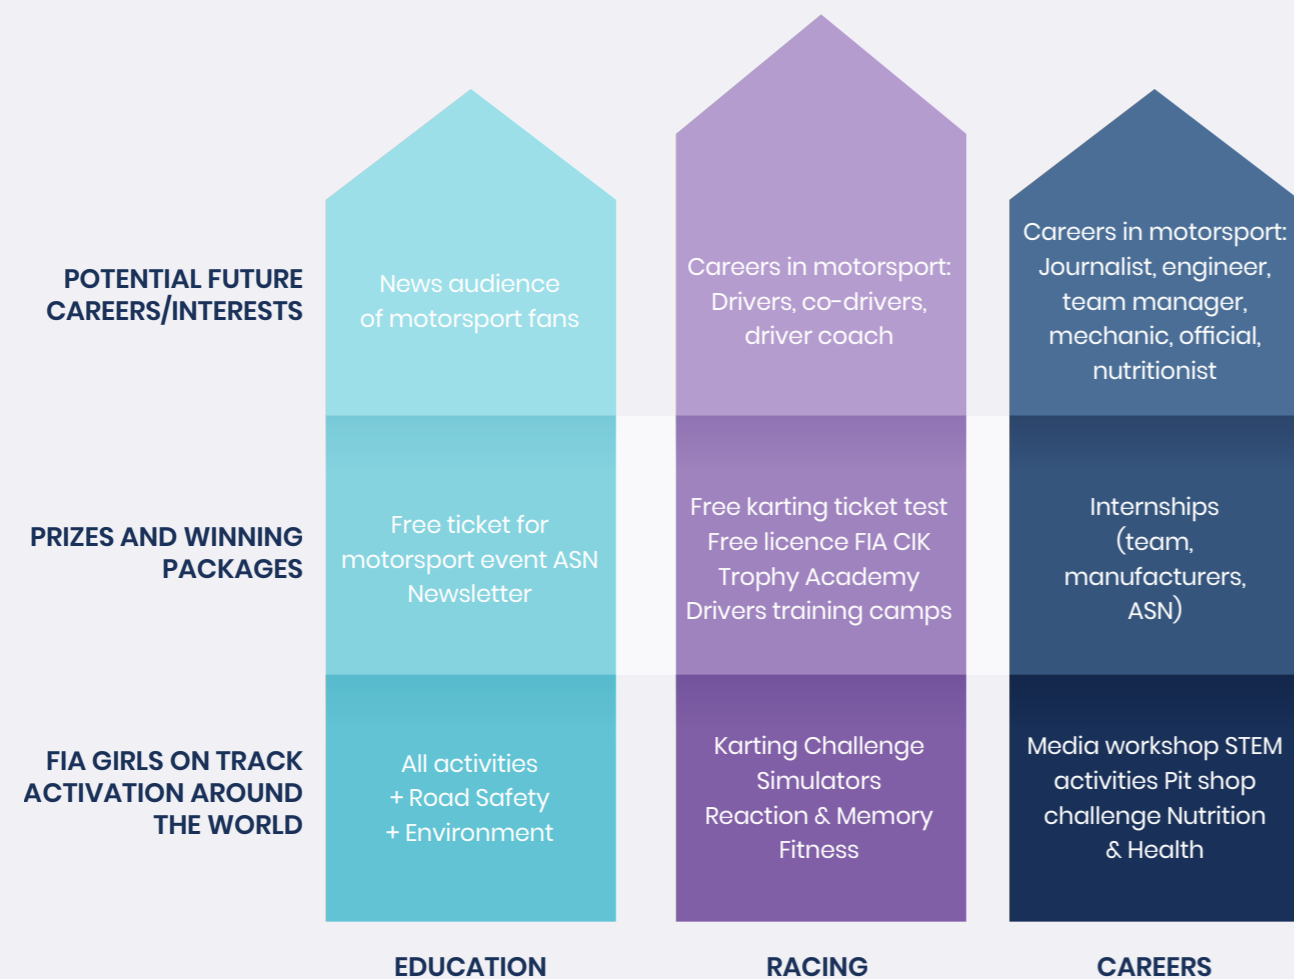 POTENTIAL FUTURE
CAREERS/INTERESTS
News audience
of motorsport fans
Careers in motorsport:
Drivers, co-drivers,
driver coach
Careers in motorsport:
Journalist, engineer,
team manager,
mechanic, official,
nutritionist
PRIZES AND WINNING
PACKAGES
Free ticket for
motorsport event ASN
Newsletter
Free karting ticket test
Free licence FIA CIK
Trophy Academy
Drivers training camps
Internships
(team,
manufacturers,
ASN)
FIA GIRLS ON TRACK
ACTIVATION AROUND
THE WORLD
All activities
+ Road Safety
+ Environment
Karting Challenge
Simulators
Reaction & Memory
Fitness
Media workshop STEM
activities Pit shop
challenge Nutrition
& Health
EDUCATION
RACING
CAREERS